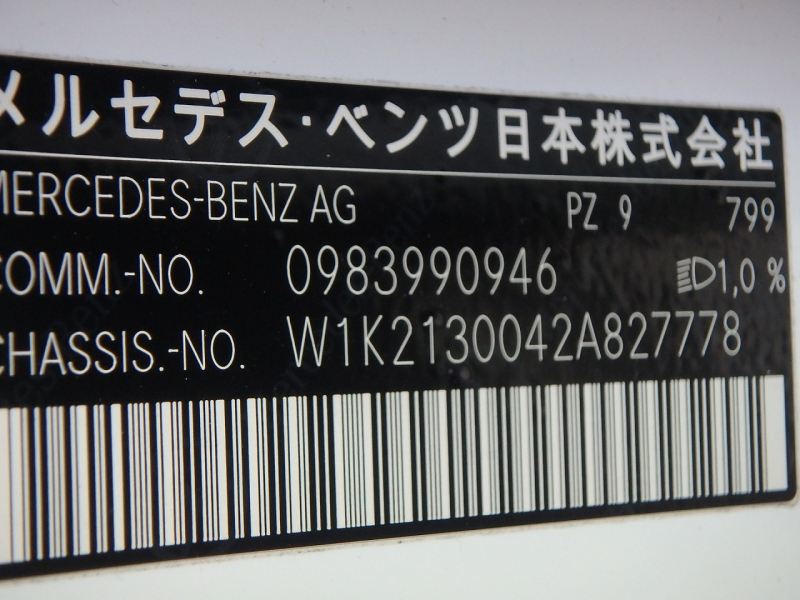 メルセデス・ベンツ日本株式会社
MERCEDES-BENZ AG PZ 9 799
COMM.-NO. 0983990946 1,0 %
CHASSIS.-NO. W1K2130042A827778